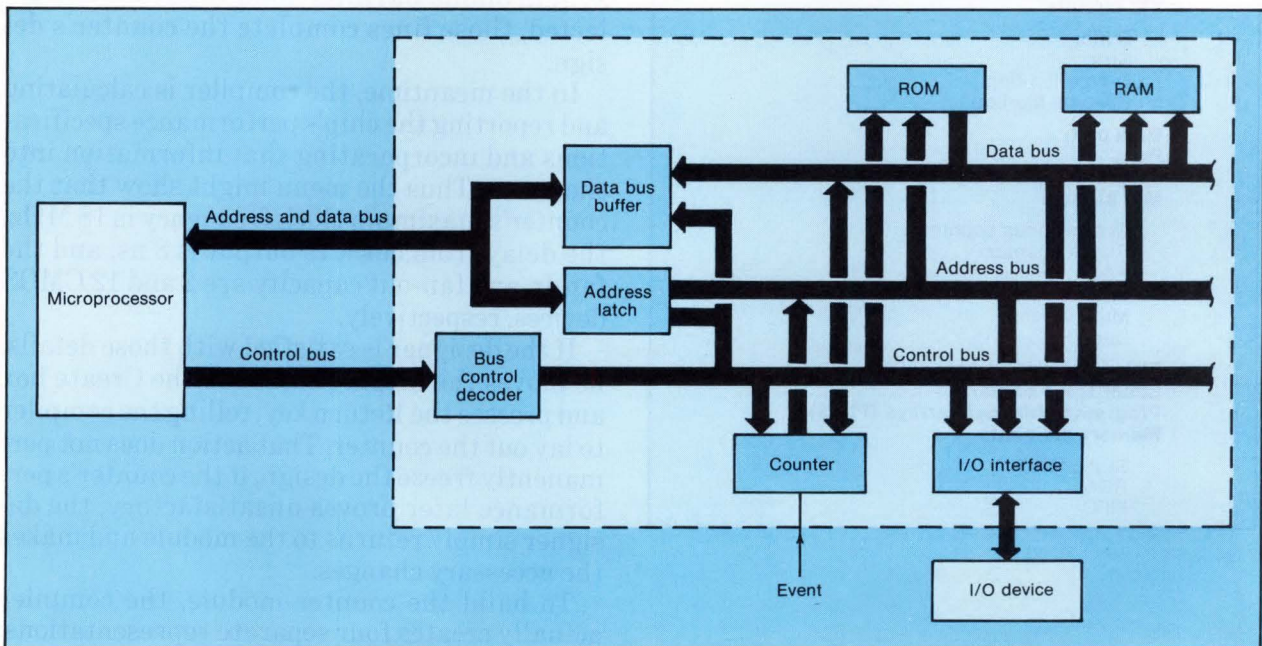 ROM
RAM
Data bus
Data bus
buffer
Address and data bus
Address bus
Microprocessor
Address
latch
Control bus
Control bus
Bus
control
decoder
Counter
I/O interface
Event
I/O device